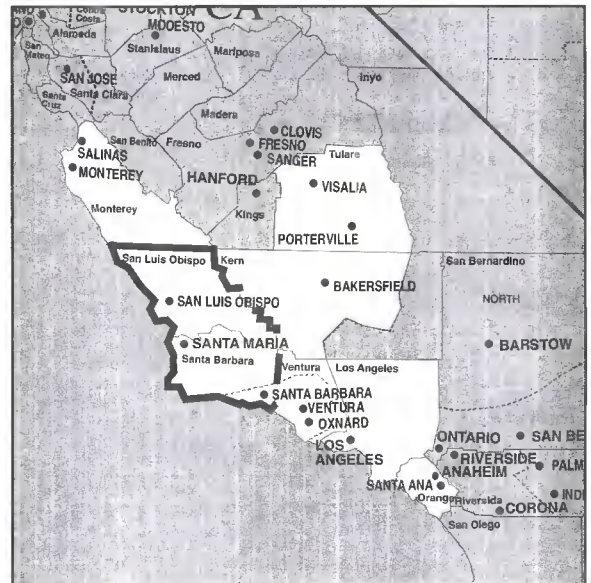 STOCKTON
CA
Contra
Costa
MODESTO
Alameda
Stanislaus
Mariposa
San
Mateo
SAN JOSE
Santa Clara
Merced
Inyo
Santa
Cruz
Madera
CLOVIS
San Benito
Fresno
FRESNO
SALINAS
SANGER
Tulare
MONTEREY
HANFORD
VISALIA
Monterey
Kings
PORTERVILLE
San Luis Obispo
Kern
San Bernardino
BAKERSFIELD
SAN LUIS OBISPO
NORTH
SANTA MARIA
BARSTOW
Santa Barbara
Ventura
Los Angeles
SANTA BARBARA
VENTURA
OXNARD
LOS
ANGELES
ONTARIO
SAN BE
RIVERSIDE
ANAHEIM
PALM
SANTA ANA
Orange
Riverside
INDI
CORONA
San Diego